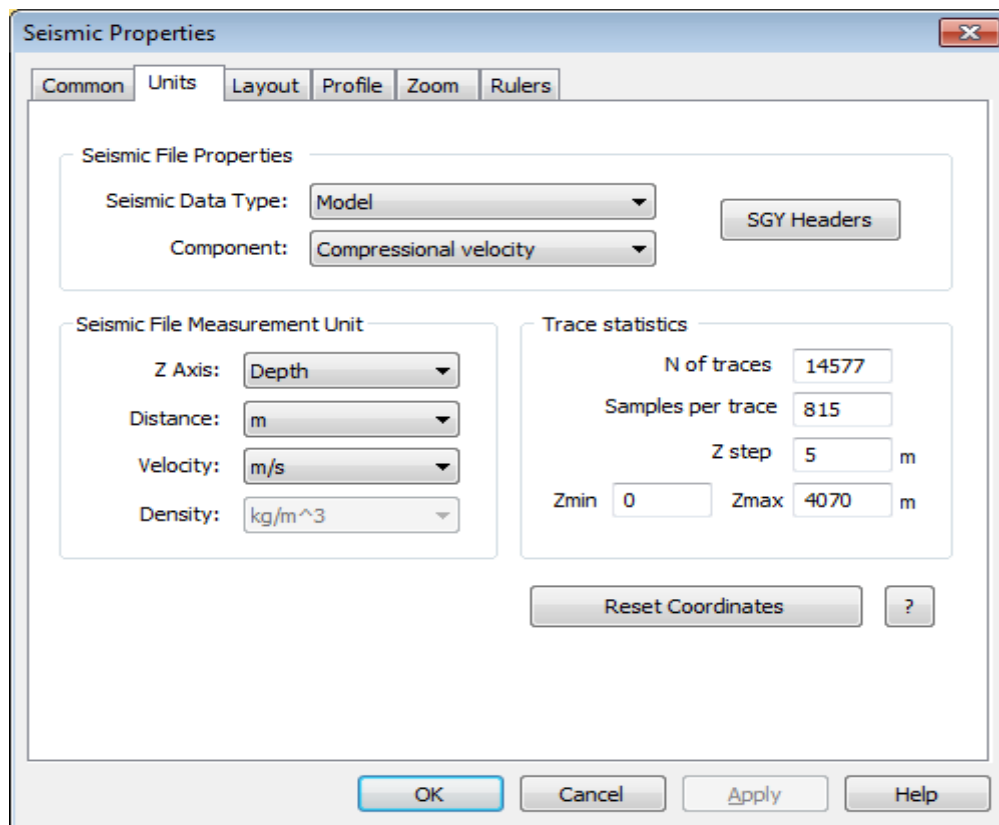 Seismic Properties
Common Units Layout Profile Zoom Rulers
Seismic File Properties
Seismic Data Type: Model
SGY Headers
Component: Compressional velocity
Seismic File Measurement Unit
Z Axis: Depth
Distance: m
Velocity: m/s
Density: kg/m^3
Trace statistics
N of traces 14577
Samples per trace 815
Z step 5 m
Zmin 0 Zmax 4070 m
Reset Coordinates ?
OK Cancel Apply Help